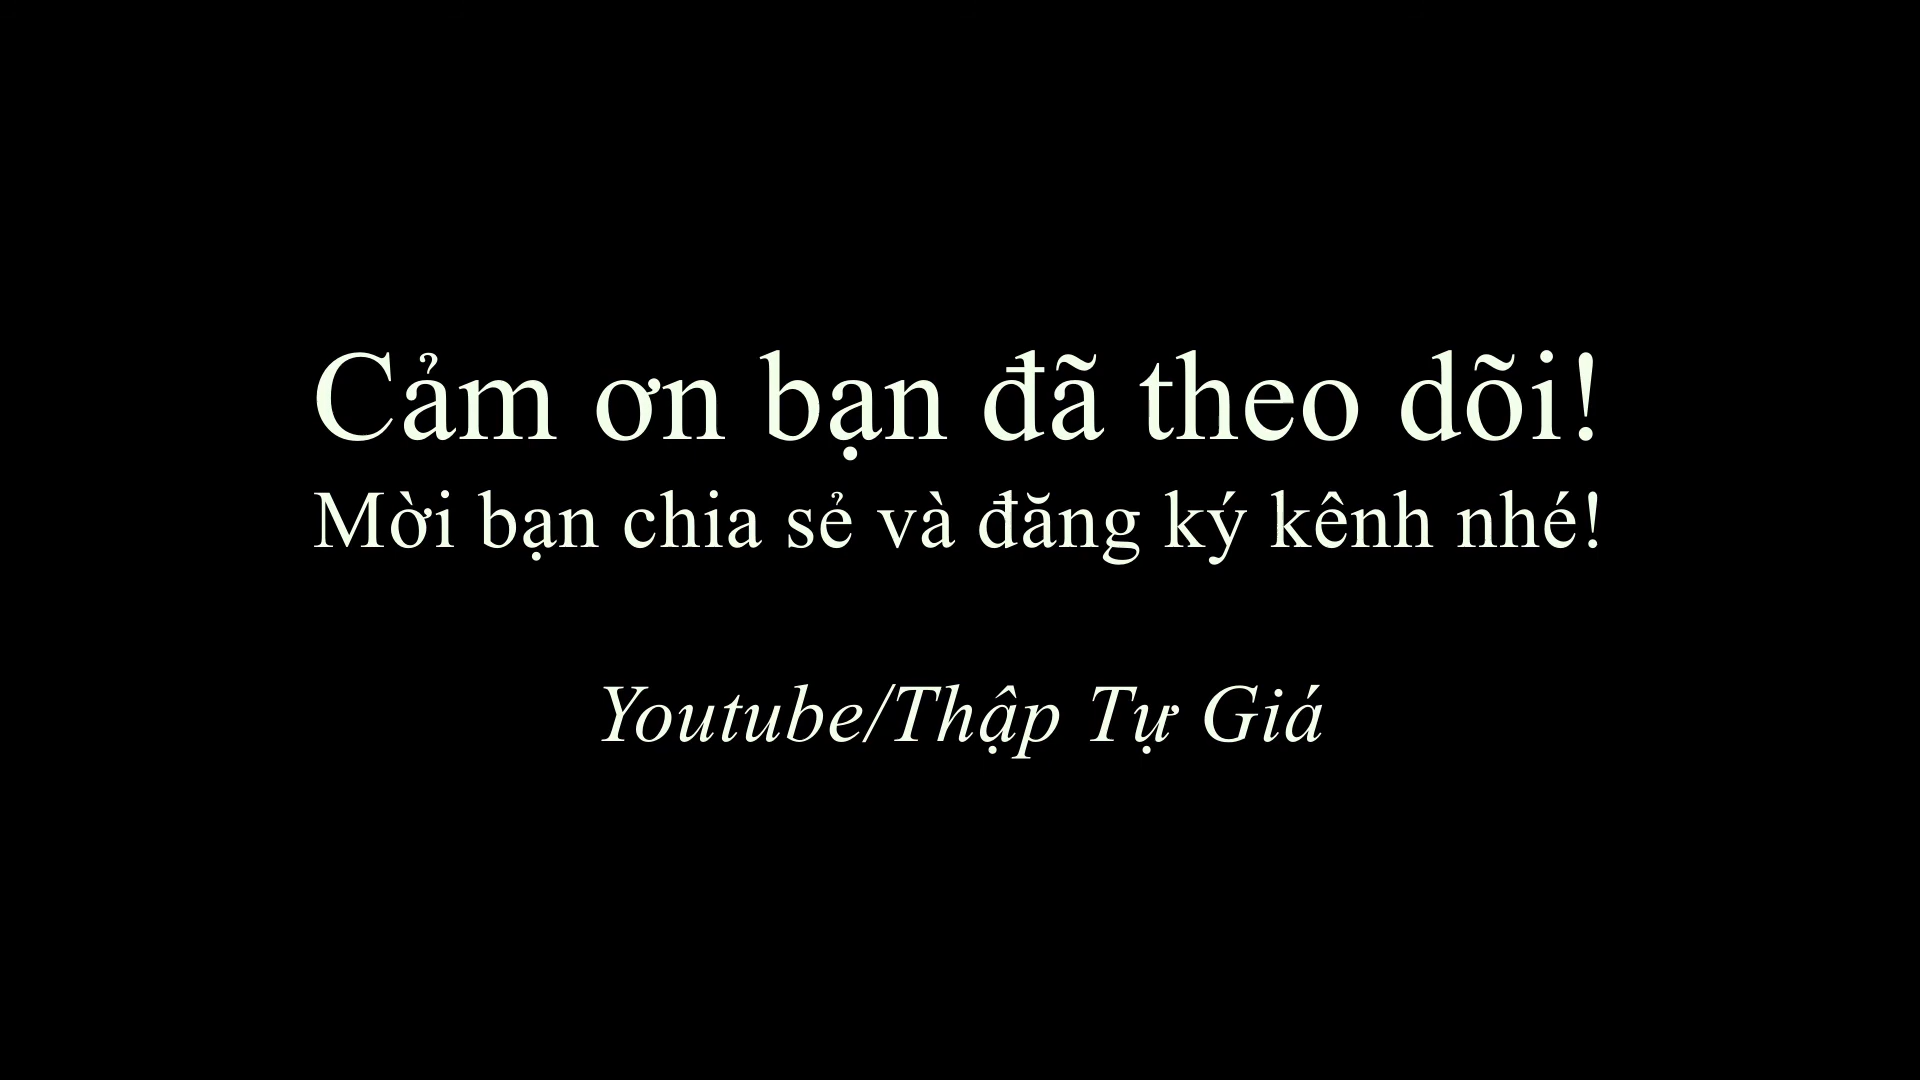 Cảm ơn bạn đã theo dõi!
Mời bạn chia sẻ và đăng ký kênh nhé!
Youtube/Thập Tự Giá